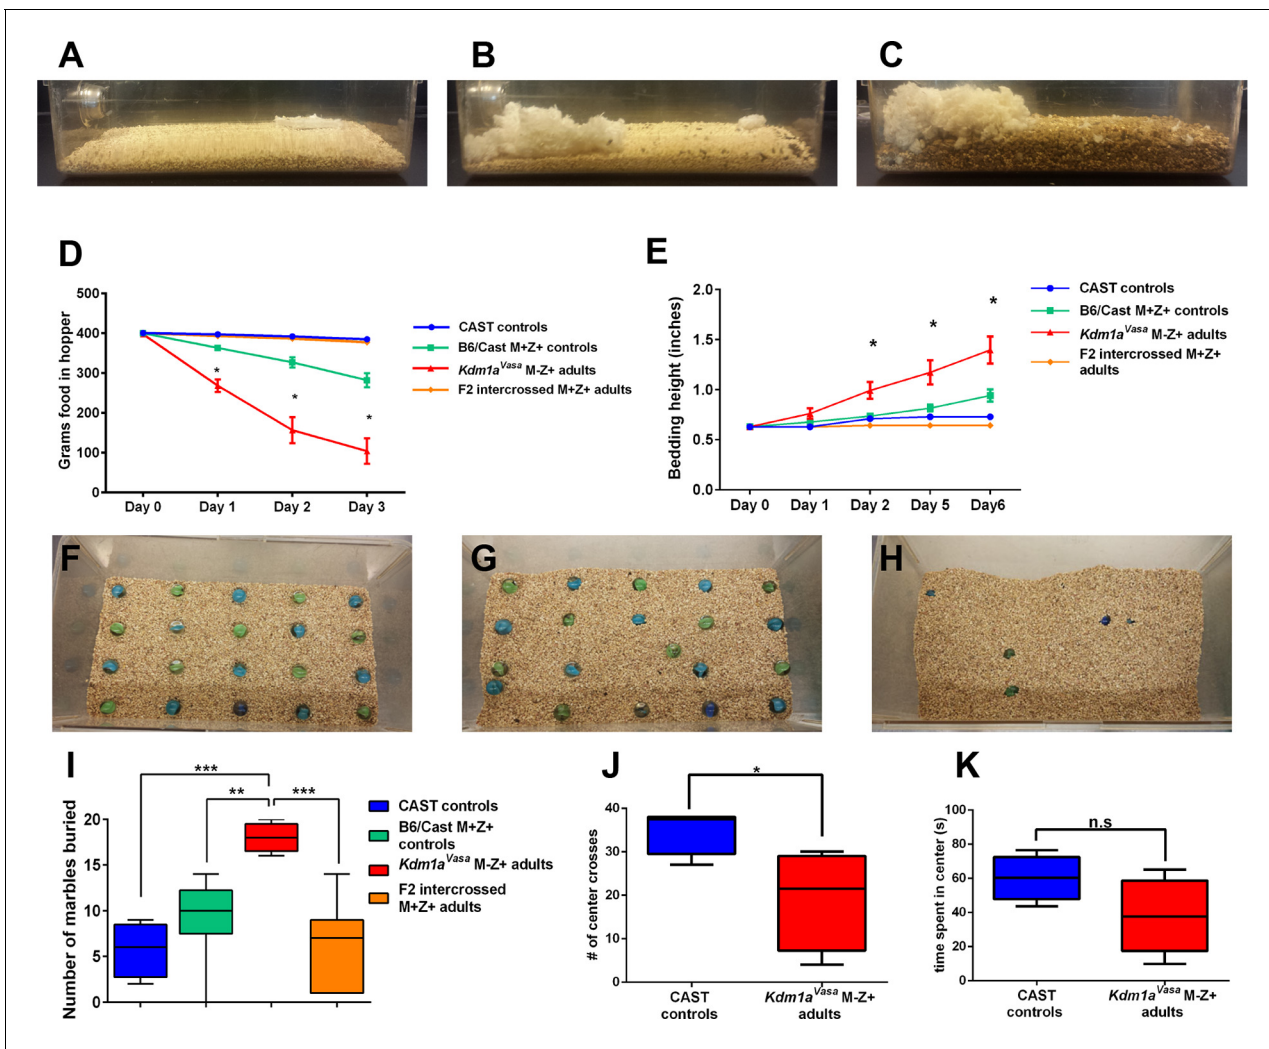 A
B
C
D
Grams food in hopper
500
400
300
200
100
0
Day 0
Day 1
Day 2
Day 3
*
*
*
CAST controls
B6/Cast M+Z+ controls
Kdm1aVasa M-Z+ adults
F2 intercrossed M+Z+ adults
E
Bedding height (inches)
2.0
1.5
1.0
0.5
0.0
Day 0
Day 1
Day 2
Day 5
Day6
*
*
*
CAST controls
B6/Cast M+Z+ controls
Kdm1aVasa M-Z+ adults
F2 intercrossed M+Z+
adults
F
G
H
I
Number of marbles buried
20
15
10
5
0
***
**
***
CAST controls
B6/Cast M+Z+
controls
Kdm1aVasa M-Z+ adults
F2 intercrossed
M+Z+ adults
J
# of center crosses
40
30
20
10
0
*
CAST
controls
Kdm1aVasa M-Z+
adults
K
time spent in center (s)
100
80
60
40
20
0
n.s
CAST
controls
Kdm1aVasa M-Z+
adults